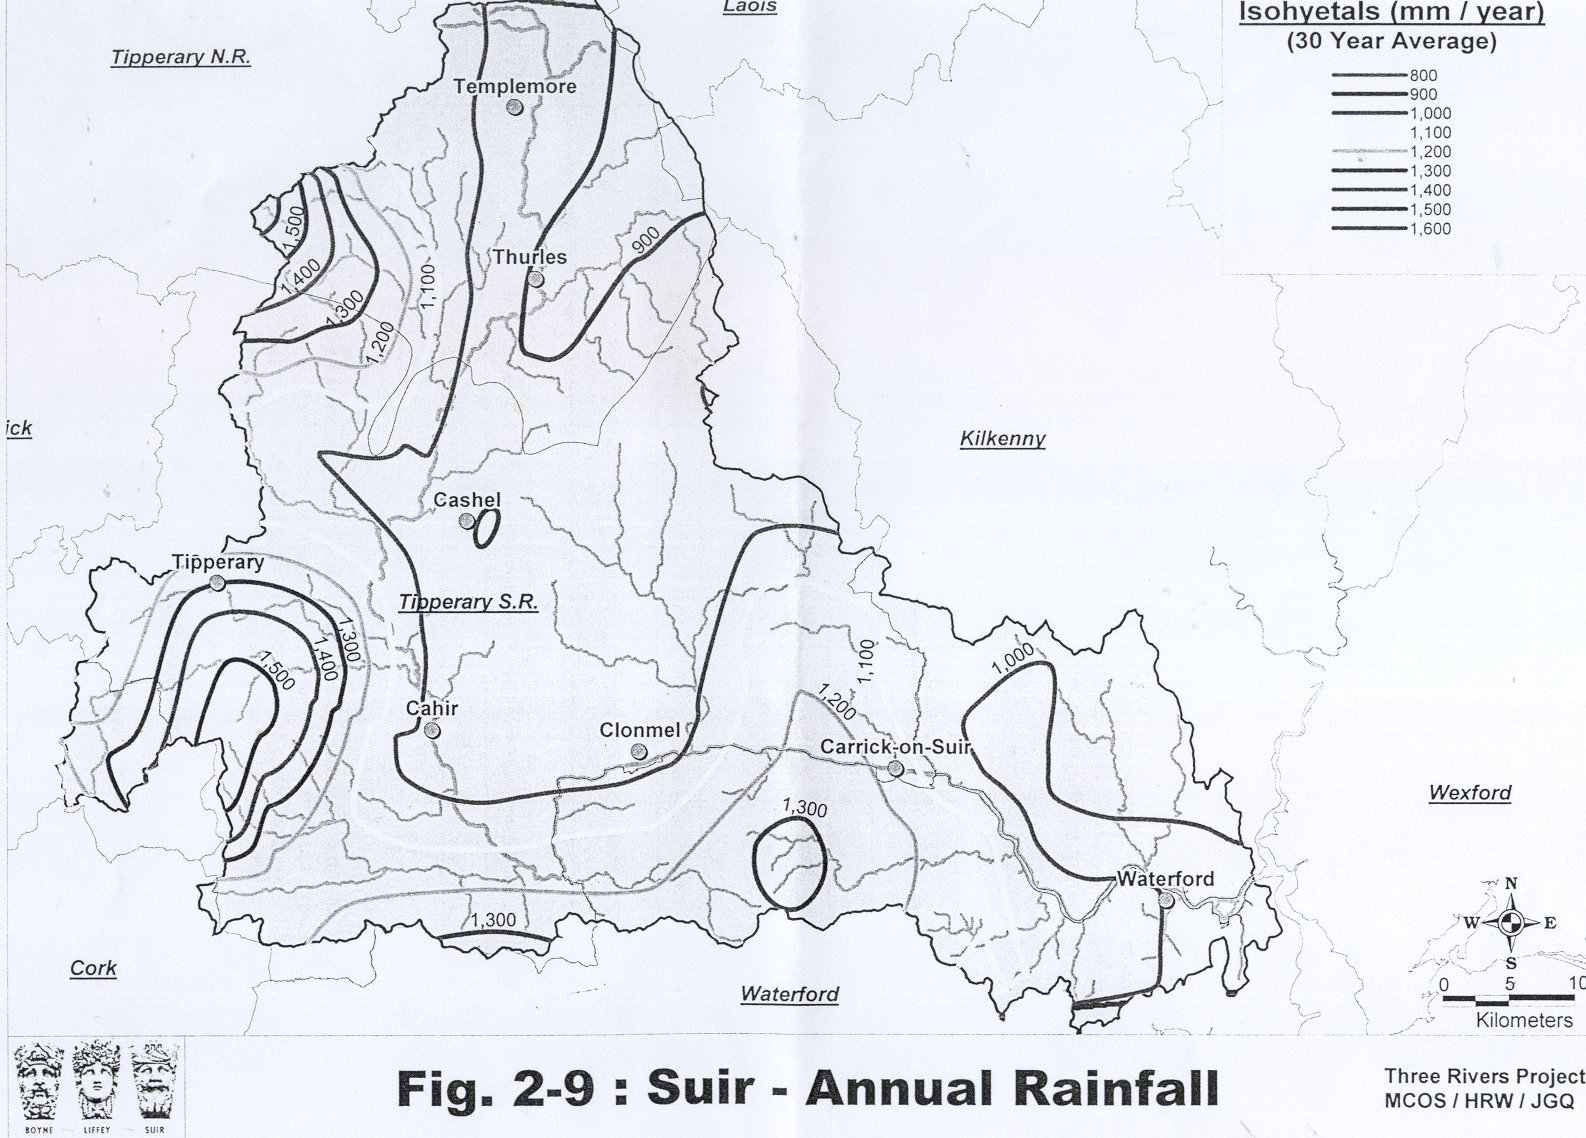 Laois
Isohyetals (mm / year)
(30 Year Average)
800
900
1,000
1,100
1,200
1,300
1,400
1,500
1,600
Tipperary N.R.
Templemore
1,500
1,400
1,300
1,200
1,100
Thurles
900
ick
Kilkenny
Cashel
Tipperary
Tipperary S.R.
1,300
1,400
1,500
Cahir
Clonmel
1,100
1,200
1,000
Carrick-on-Suir
1,300
Wexford
Waterford
1,300
Cork
Waterford
N
W E
S
0 5 10
Kilometers
BOYNE LIFFEY SUIR
Fig. 2-9 : Suir - Annual Rainfall
Three Rivers Project
MCOS / HRW / JGQ